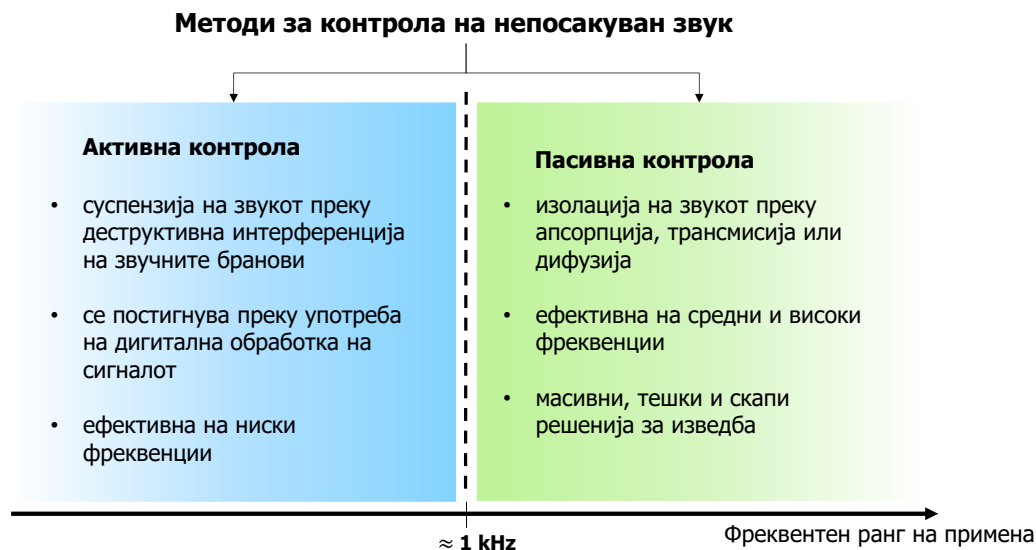 Методи за контрола на непосакуван звук
Активна контрола
• суспензија на звукот преку
деструктивна интерференција
на звучните бранови
• се постигнува преку употреба
на дигитална обработка на
сигналот
• ефективна на ниски
фреквенции
Пасивна контрола
• изолација на звукот преку
апсорпција, трансмисија или
дифузија
• ефективна на средни и високи
фреквенции
• масивни, тешки и скапи
решенија за изведба
≈ 1 kHz
Фреквентен ранг на примена